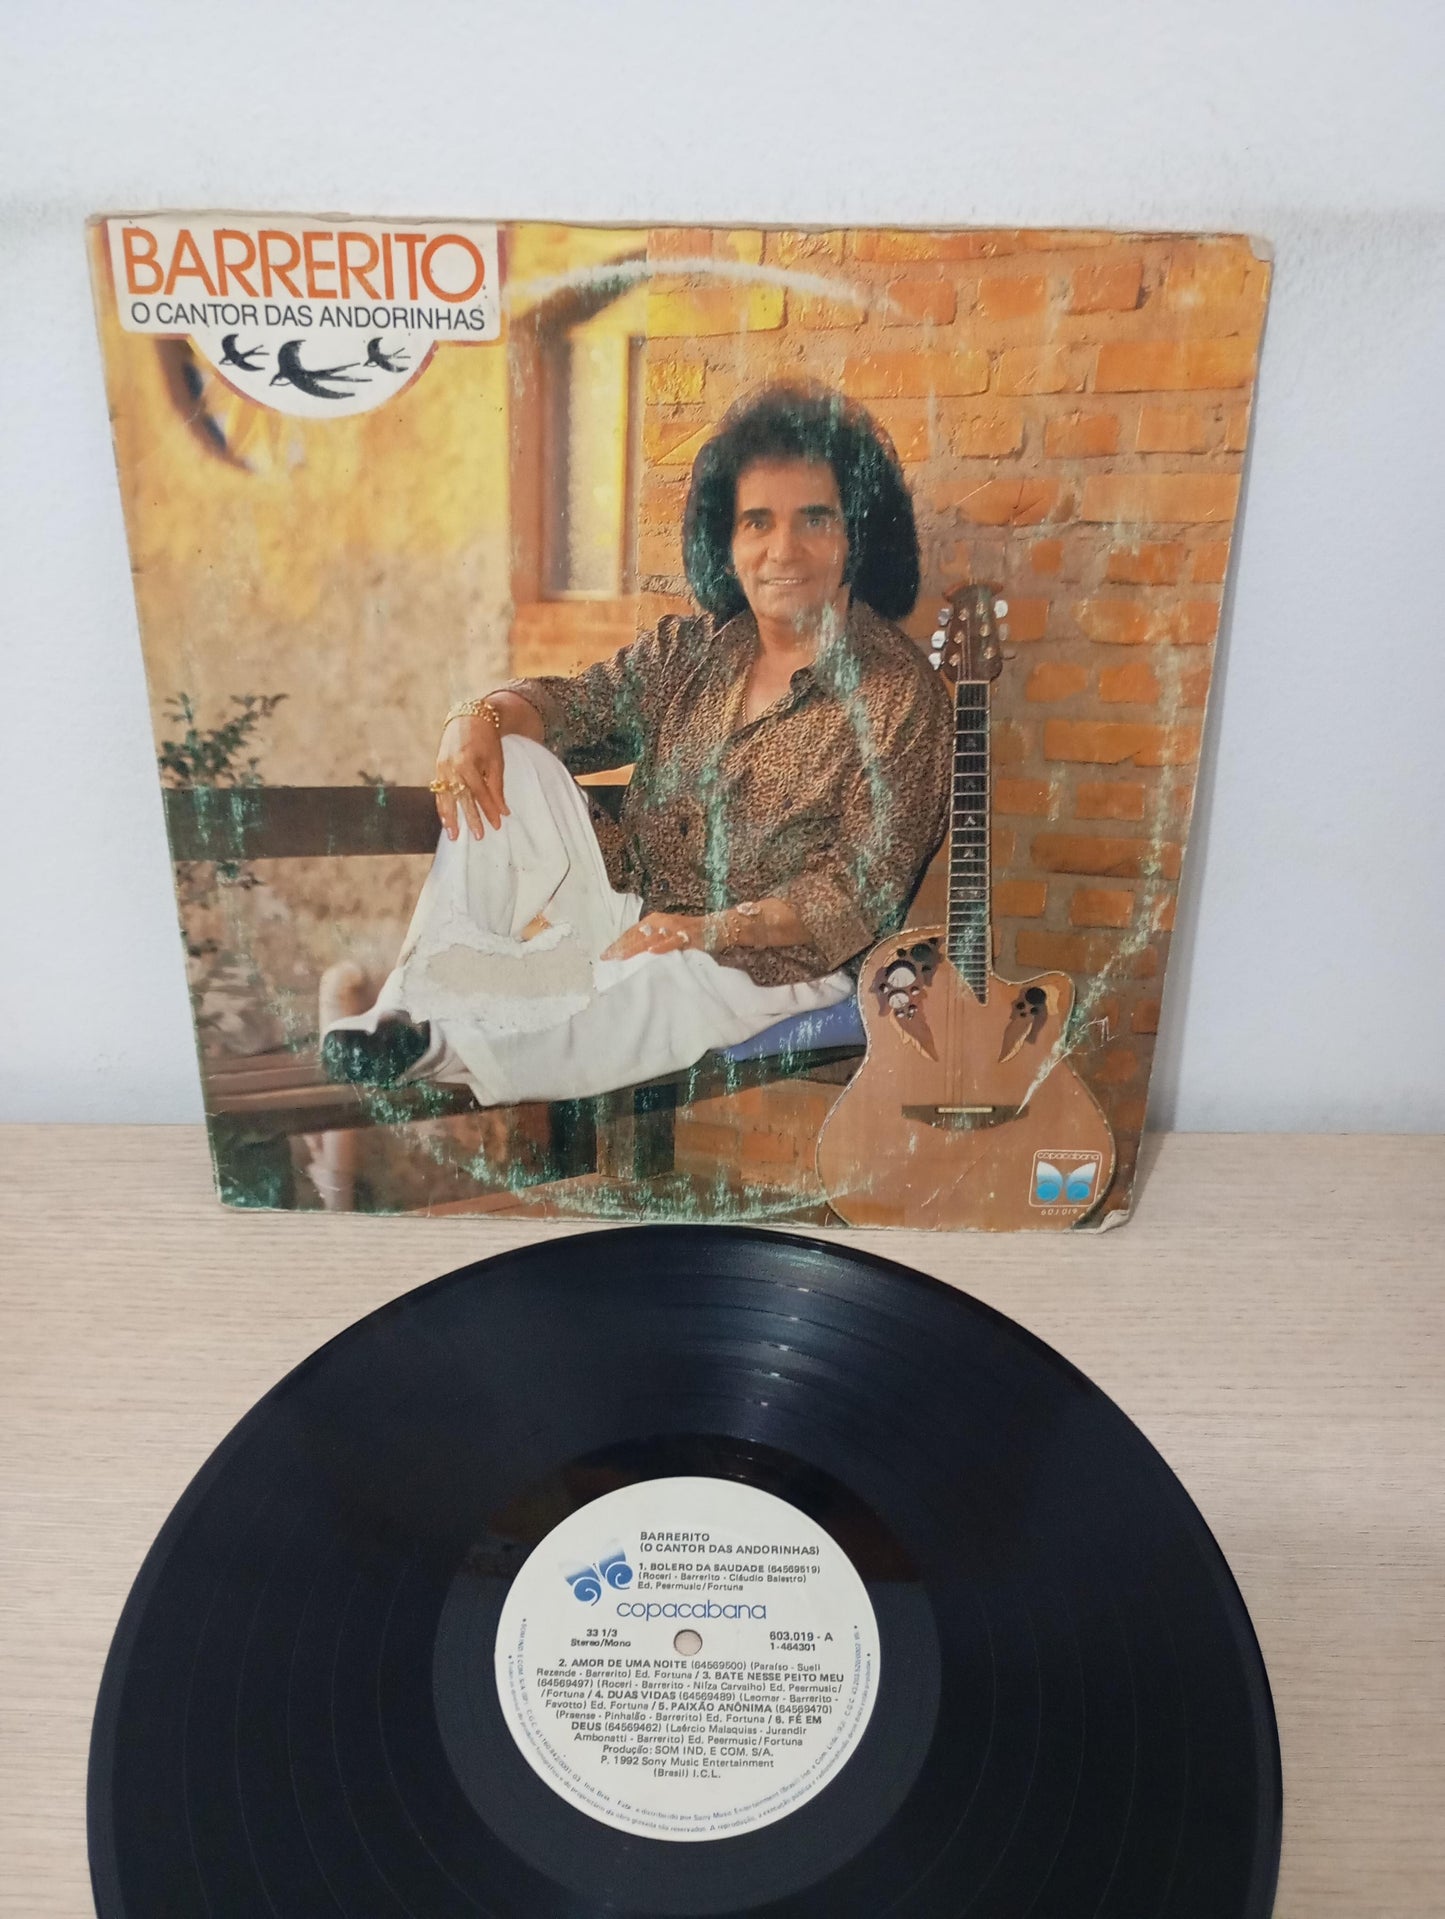 BARRERITO
O CANTOR DAS ANDORINHAS
copacabana
603.019
BARRERITO
(O CANTOR DAS ANDORINHAS)
1. BOLERO DA SAUDADE (64569519)
(Roceri - Barrerito - Cláudio Balestro)
Ed. Peermusic/Fortuna
copacabana
33 1/3
Stereo/Mono
603.019 - A
1-464301
2. AMOR DE UMA NOITE (64569500) (Paraíso - Sueli
Rezende - Barrerito) Ed. Fortuna / 3. BATE NESSE PEITO MEU
(64569497) (Roceri - Barrerito - Nilza Carvalho) Ed. Peermusic/
/Fortuna / 4. DUAS VIDAS (64569489) (Leomar - Barrerito -
Favotto) Ed. Fortuna / 5. PAIXÃO ANÔNIMA (64569470)
(Praense - Pinhalão - Barrerito) Ed. Fortuna / 6. FÉ EM
DEUS (64569462) (Laércio Malaquias - Jurandir
Ambonatti - Barrerito) Ed. Peermusic/Fortuna
Produção: SOM IND. E COM. S/A.
P. 1992 Sony Music Entertainment
(Brasil) I.C.L.